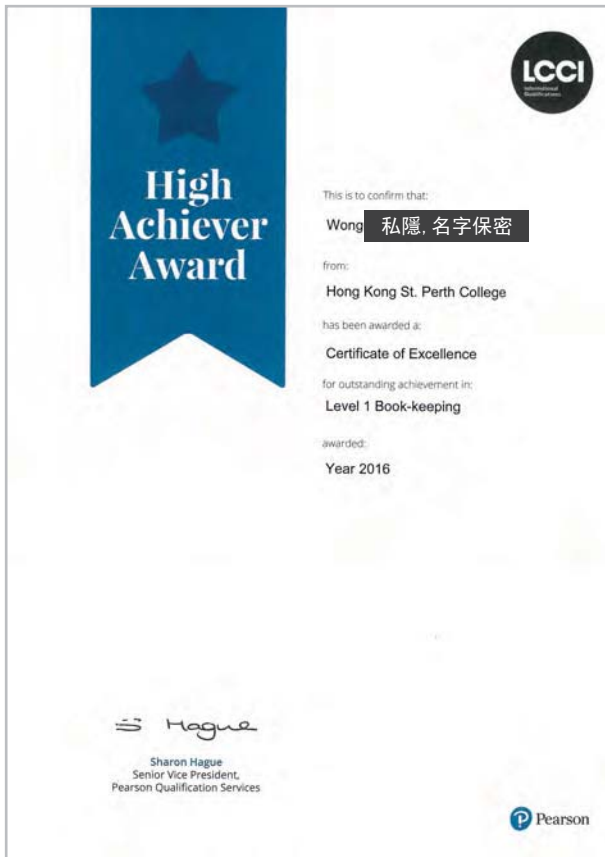 LCCI
International
Qualifications
High
Achiever
Award
This is to confirm that:
Wong 私隱, 名字保密
from:
Hong Kong St. Perth College
has been awarded a:
Certificate of Excellence
for outstanding achievement in:
Level 1 Book-keeping
awarded:
Year 2016
S Hague
Sharon Hague
Senior Vice President,
Pearson Qualification Services
Pearson